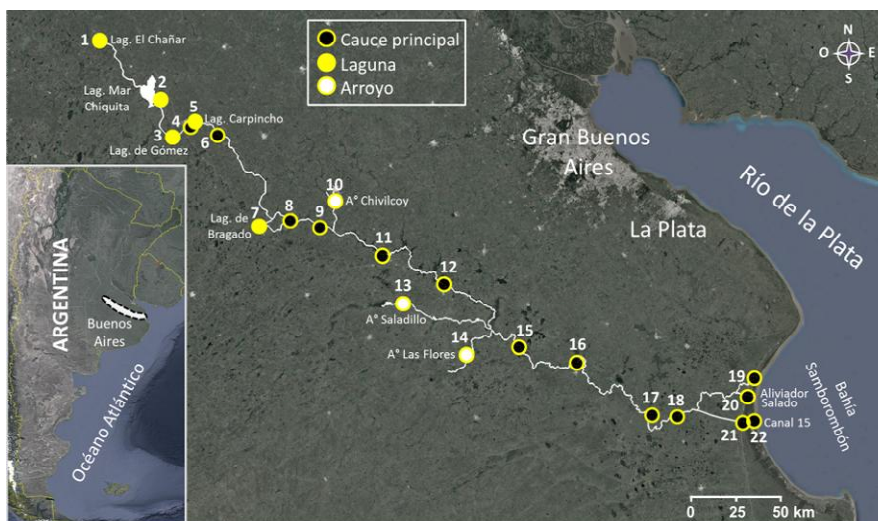 1
Lag. El Chañar
2
Lag. Mar
Chiquita
3
Lag. de Gómez
4
5
Lag. Carpincho
6
Cauce principal
Laguna
Arroyo
N
O E
S
Gran Buenos
Aires
La Plata
Río de la Plata
7
Lag. de
Bragado
8
9
10
A° Chivilcoy
11
12
13
A° Saladillo
14
A° Las Flores
15
16
17
18
19
20
Aliviador
Salado
21
22
Canal 15
Bahía
Samborombón
0 25 50 km
ARGENTINA
Buenos
Aires
Océano Atlántico